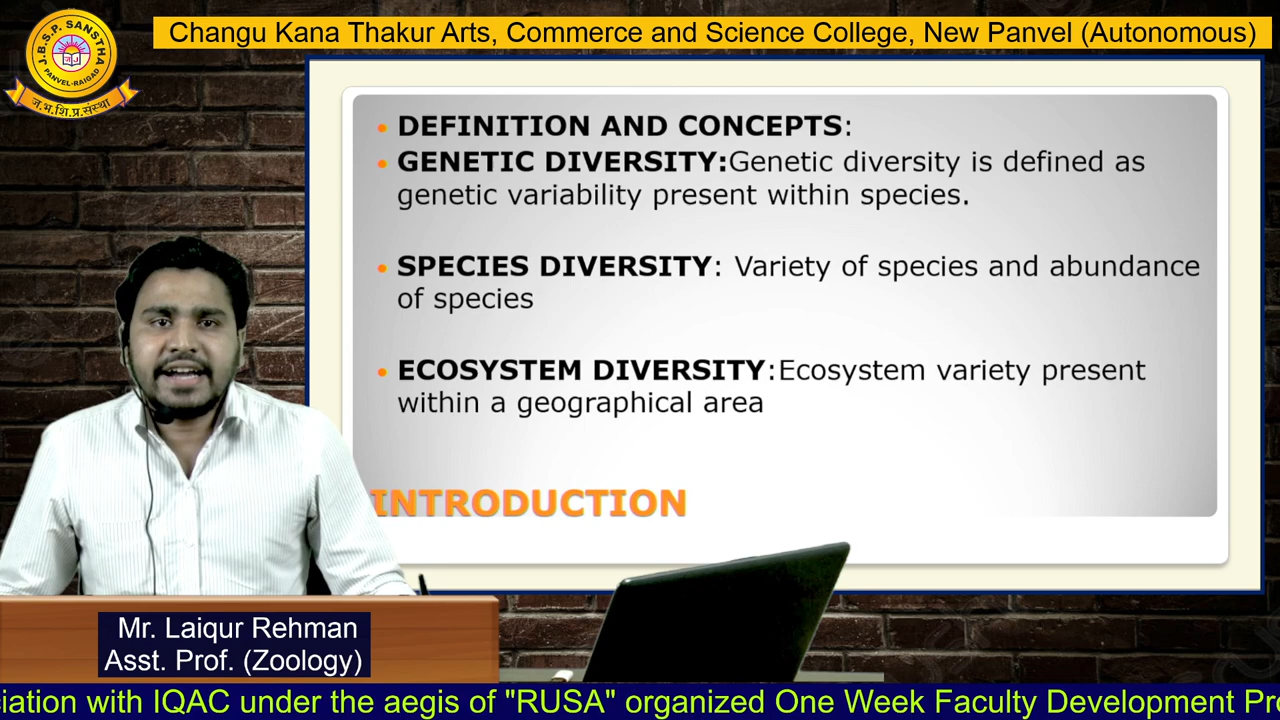 Changu Kana Thakur Arts, Commerce and Science College, New Panvel (Autonomous)
J.B.S.P. SANSTHA
PANVEL-RAIGAD
ज.भ.शि.प्र.संस्था
• DEFINITION AND CONCEPTS:
• GENETIC DIVERSITY:Genetic diversity is defined as
genetic variability present within species.
• SPECIES DIVERSITY: Variety of species and abundance
of species
• ECOSYSTEM DIVERSITY:Ecosystem variety present
within a geographical area
INTRODUCTION
Mr. Laiqur Rehman
Asst. Prof. (Zoology)
iation with IQAC under the aegis of "RUSA" organized One Week Faculty Development Pr